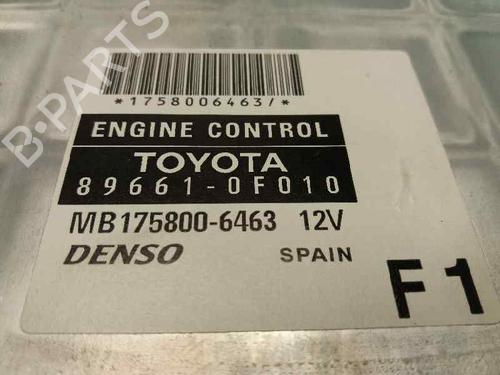 B-PARTS
*1758006463/*
ENGINE CONTROL
TOYOTA
89661-0F010
MB175800-6463 12V
DENSO SPAIN
F1